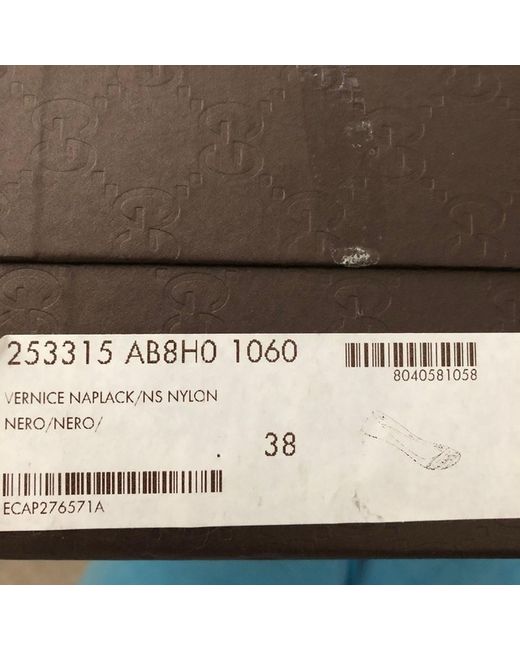 253315 AB8H0 1060
8040581058
VERNICE NAPLACK/NS NYLON
NERO/NERO/
. 38
ECAP276571A